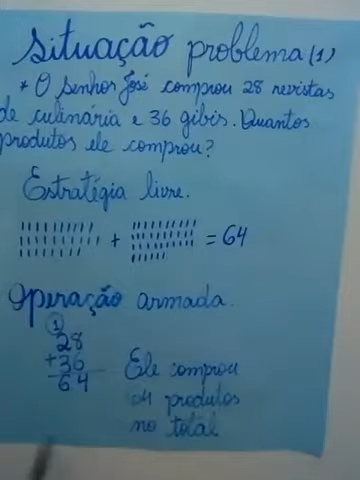 Situação problema (1)
* O Senhor José comprou 28 revistas
de culinária e 36 gibis. Quantos
produtos ele comprou?
Estratégia livre.
+ = 64
Operação armada.
1
28
+36
64
Ele comprou
64 produtos
no total